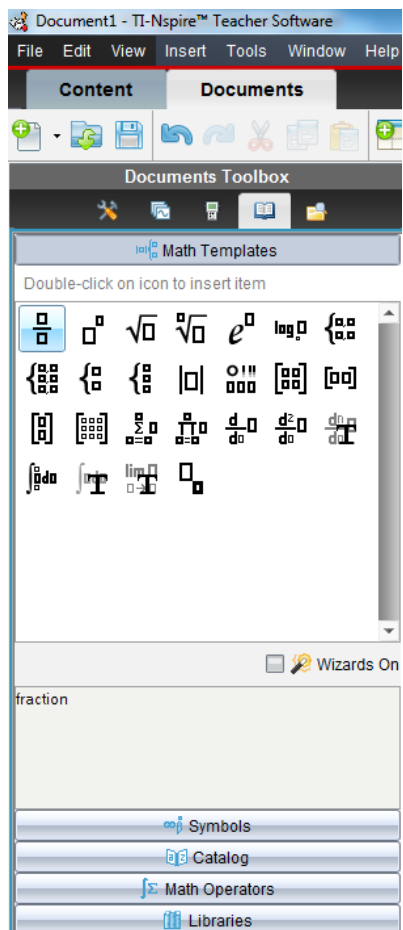 Document1 - TI-Nspire™ Teacher Software
File Edit View Insert Tools Window Help
Content Documents
Documents Toolbox
Math Templates
Double-click on icon to insert item
Wizards On
fraction
Symbols
Catalog
Math Operators
Libraries